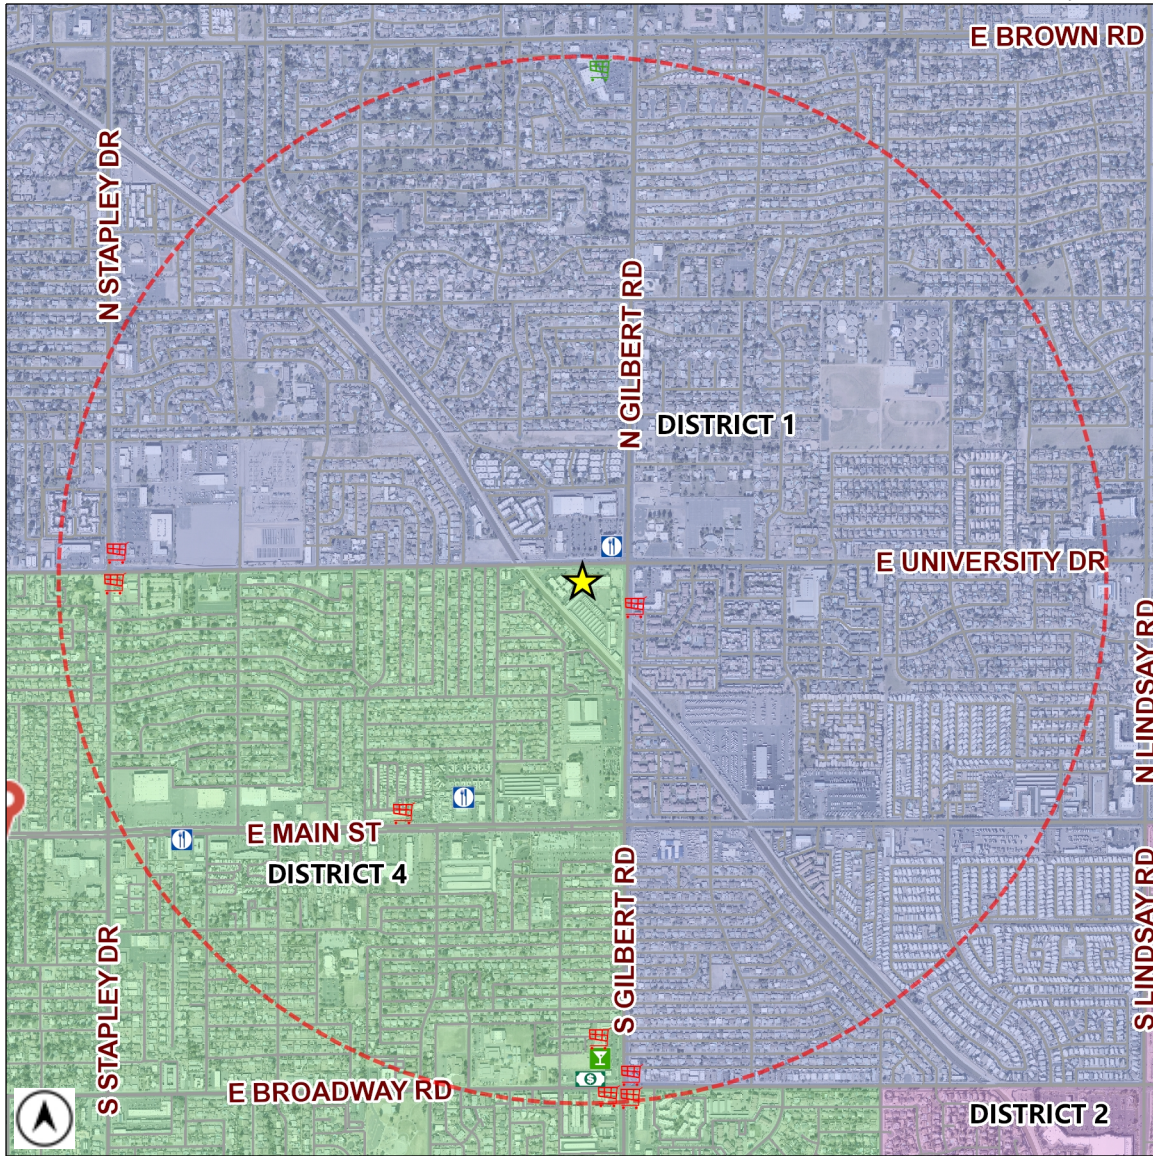 E BROWN RD
N STAPLEY DR
N GILBERT RD
DISTRICT 1
E UNIVERSITY DR
N LINDSAY RD
E MAIN ST
DISTRICT 4
S GILBERT RD
S LINDSAY RD
S STAPLEY DR
E BROADWAY RD
$
DISTRICT 2